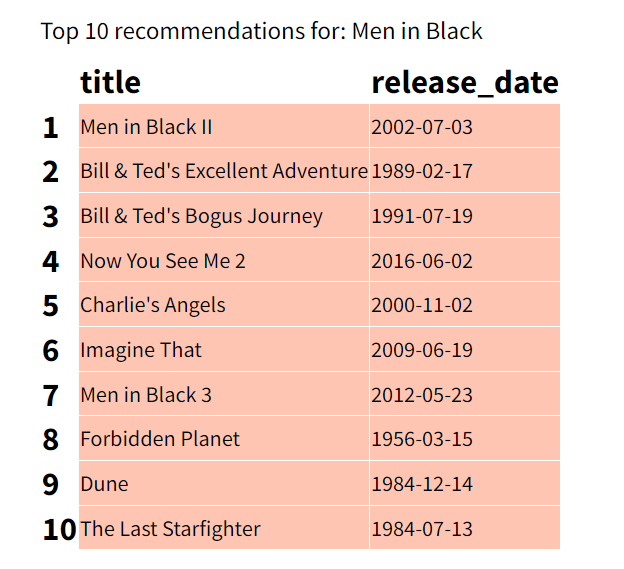 Top 10 recommendations for: Men in Black
title release_date
1 Men in Black II 2002-07-03
2 Bill & Ted's Excellent Adventure 1989-02-17
3 Bill & Ted's Bogus Journey 1991-07-19
4 Now You See Me 2 2016-06-02
5 Charlie's Angels 2000-11-02
6 Imagine That 2009-06-19
7 Men in Black 3 2012-05-23
8 Forbidden Planet 1956-03-15
9 Dune 1984-12-14
10 The Last Starfighter 1984-07-13